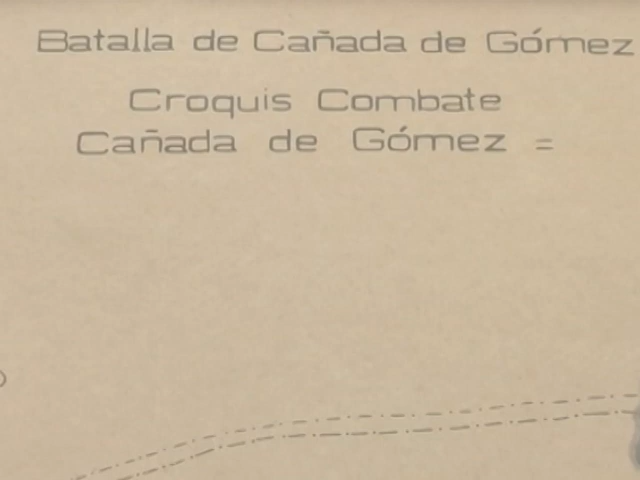 Batalla de Cañada de Gómez
Croquis Combate
Cañada de Gómez =